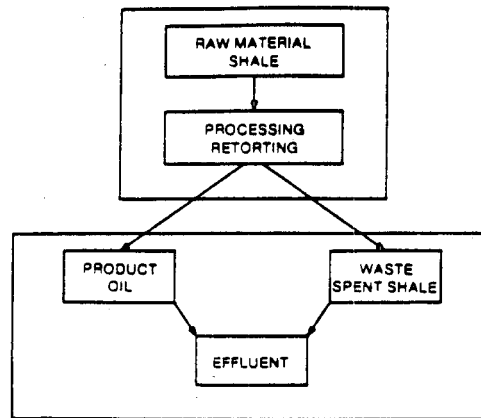 RAW MATERIAL
SHALE
PROCESSING
RETORTING
PRODUCT
OIL
WASTE
SPENT SHALE
EFFLUENT